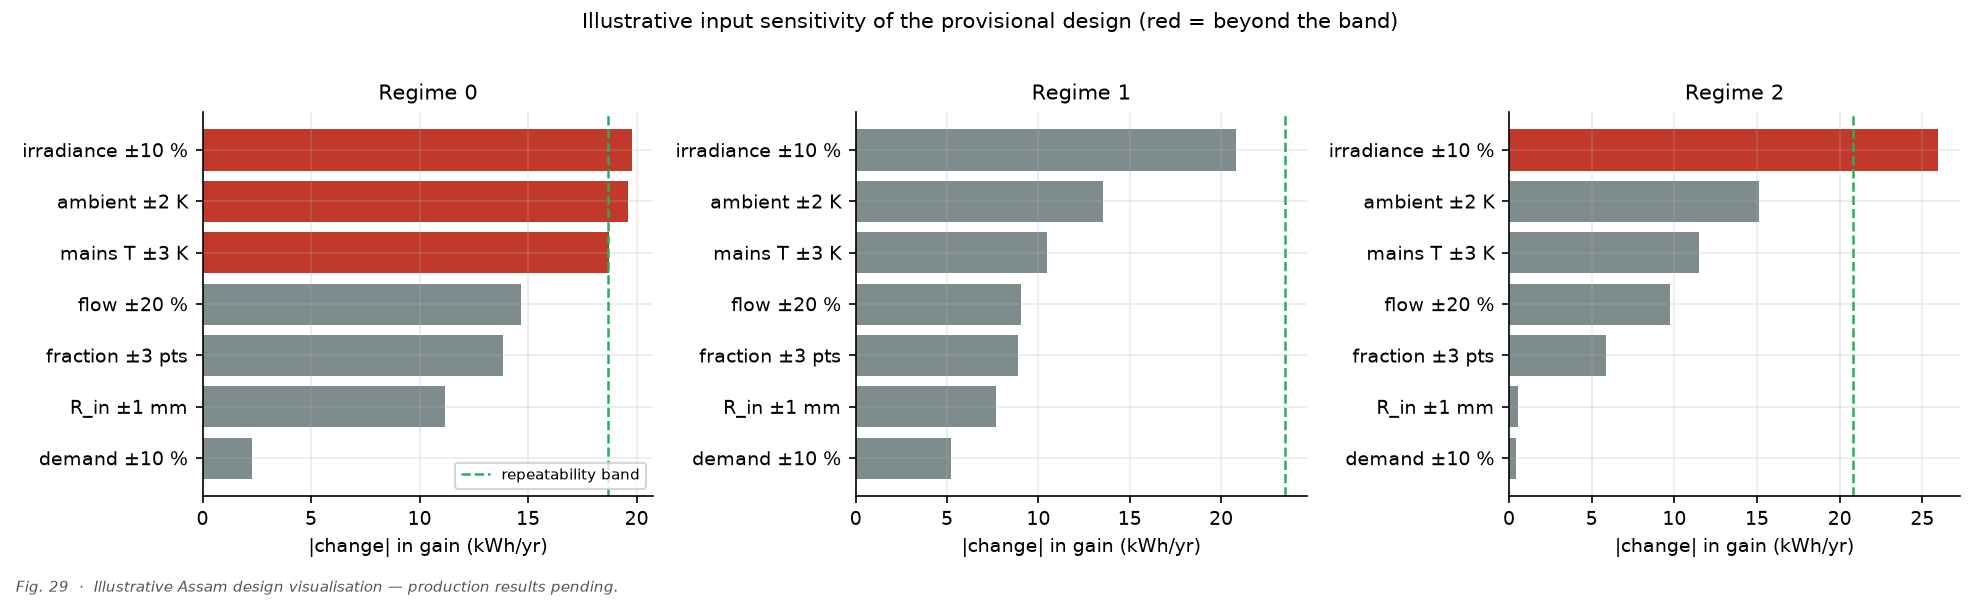 Illustrative input sensitivity of the provisional design (red = beyond the band)
Regime 0
irradiance ±10 %
ambient ±2 K
mains T ±3 K
flow ±20 %
fraction ±3 pts
R_in ±1 mm
demand ±10 %
repeatability band
0 5 10 15 20
|change| in gain (kWh/yr)
Regime 1
irradiance ±10 %
ambient ±2 K
mains T ±3 K
flow ±20 %
fraction ±3 pts
R_in ±1 mm
demand ±10 %
0 5 10 15 20
|change| in gain (kWh/yr)
Regime 2
irradiance ±10 %
ambient ±2 K
mains T ±3 K
flow ±20 %
fraction ±3 pts
R_in ±1 mm
demand ±10 %
0 5 10 15 20 25
|change| in gain (kWh/yr)
Fig. 29 · Illustrative Assam design visualisation — production results pending.